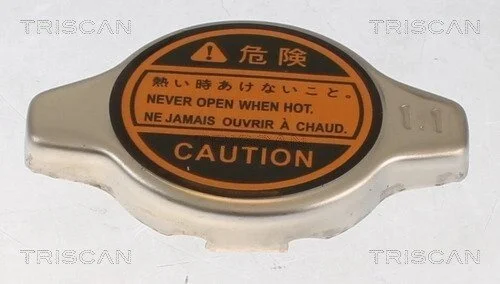 TRISCAN TRISCAN
⚠ 危険
熱い時あけないこと。
NEVER OPEN WHEN HOT.
NE JAMAIS OUVRIR À CHAUD.
CAUTION
1.1
TRISCAN TRISCAN